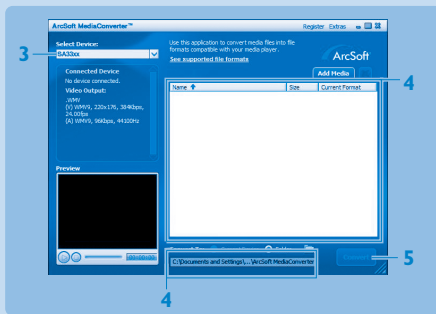 ArcSoft MediaConverter™
Register Extras
Select Device:
SA33xx
Use this application to convert media files into file
formats compatible with your media player.
See supported file formats
ArcSoft
Add Media
3
4
Connected Device
No device connected.
Video Output:
.WMV
(V) WMV9, 220x176, 384Kbps,
24.00fps
(A) WMV9, 96Kbps, 44100Hz
Name
Size
Current Format
Preview
00:00:00
C:\Documents and Settings\,...\ArcSoft MediaConverter
Convert
5
4